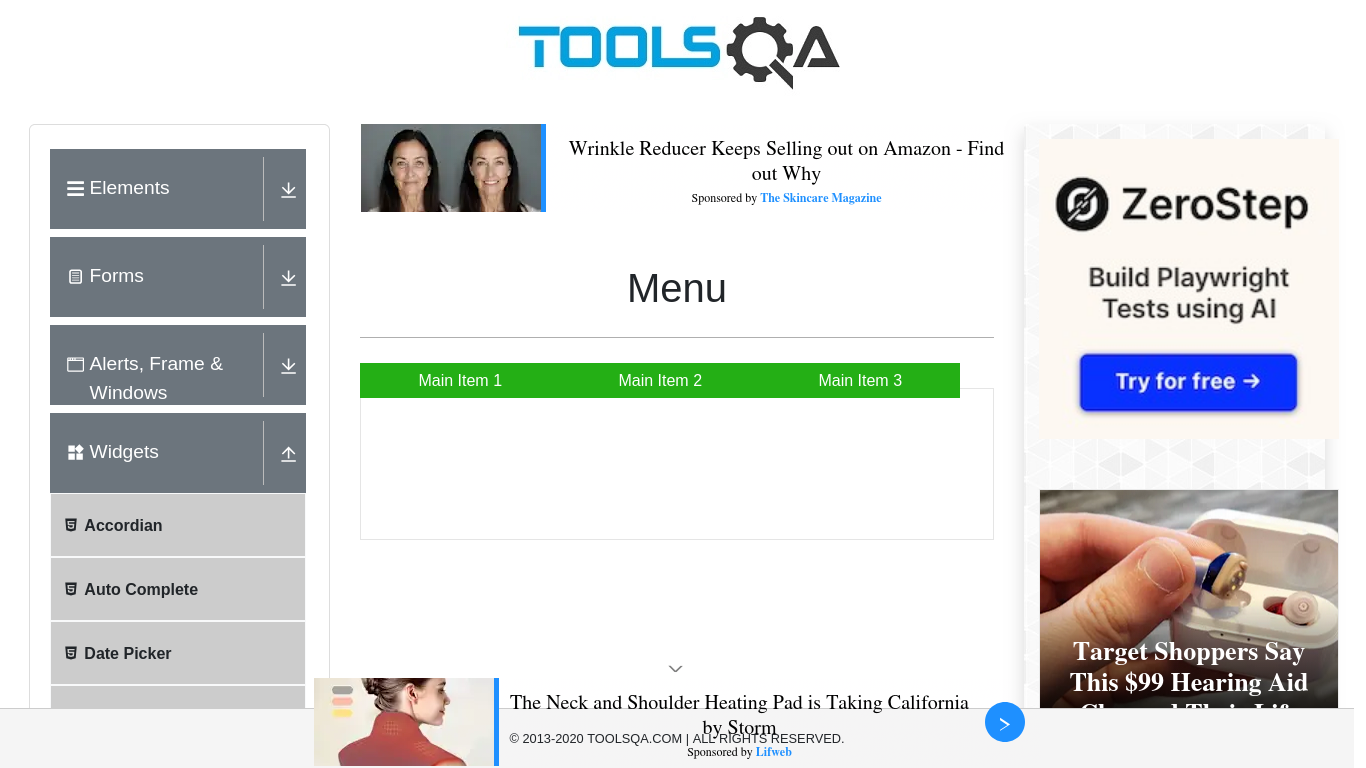 TOOLSQA
Elements
Forms
Alerts, Frame &
Windows
Widgets
Accordian
Auto Complete
Date Picker
Wrinkle Reducer Keeps Selling out on Amazon - Find
out Why
Sponsored by The Skincare Magazine
Menu
Main Item 1
Main Item 2
Main Item 3
ZeroStep
Build Playwright
Tests using AI
Try for free →
Target Shoppers Say
This $99 Hearing Aid
The Neck and Shoulder Heating Pad is Taking California
by Storm
Sponsored by Lifweb
© 2013-2020 TOOLSQA.COM | ALL RIGHTS RESERVED.